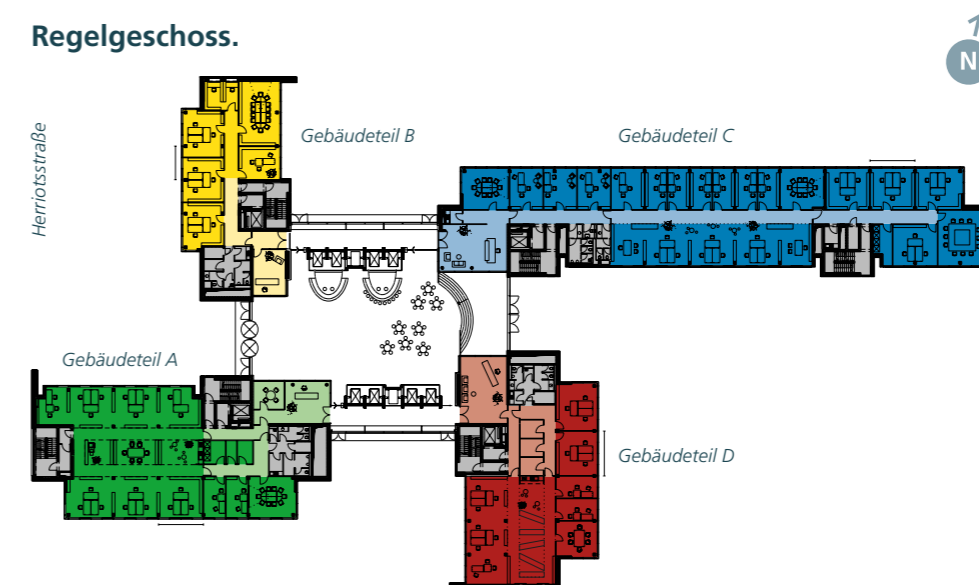 Regelgeschoss.
N
Herriotsstraße
Gebäudeteil B
Gebäudeteil C
Gebäudeteil A
Gebäudeteil D